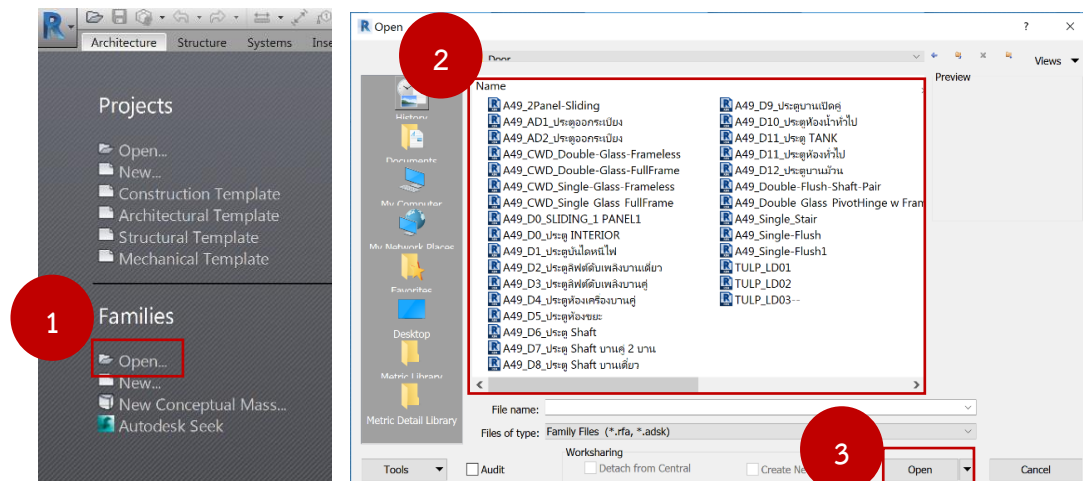 R
Architecture Structure Systems Inse
Projects
Open...
New...
Construction Template
Architectural Template
Structural Template
Mechanical Template
1
Families
Open...
New...
New Conceptual Mass...
Autodesk Seek
R Open
? ×
2
Door
Views
Preview
Name
A49_2Panel-Sliding
A49_AD1_ประตูออกระเบียง
A49_AD2_ประตูออกระเบียง
A49_CWD_Double-Glass-Frameless
A49_CWD_Double-Glass-FullFrame
A49_CWD_Single-Glass-Frameless
A49_CWD_Single Glass FullFrame
A49_D0_SLIDING_1 PANEL1
A49_D0_ประตู INTERIOR
A49_D1_ประตูบันไดหนีไฟ
A49_D2_ประตูลิฟต์ดับเพลิงบานเดี่ยว
A49_D3_ประตูลิฟต์ดับเพลิงบานคู่
A49_D4_ประตูห้องเครื่องบานคู่
A49_D5_ประตูห้องขยะ
A49_D6_ประตู Shaft
A49_D7_ประตู Shaft บานคู่ 2 บาน
A49_D8_ประตู Shaft บานเดี่ยว
A49_D9_ประตูบานเปิดคู่
A49_D10_ประตูห้องน้ำทั่วไป
A49_D11_ประตู TANK
A49_D11_ประตูห้องทั่วไป
A49_D12_ประตูบานม้วน
A49_Double-Flush-Shaft-Pair
A49_Double Glass PivotHinge w Fran
A49_Single_Stair
A49_Single-Flush
A49_Single-Flush1
TULP_LD01
TULP_LD02
TULP_LD03--
History
Documents
My Computer
My Network Places
Favorites
Desktop
Metric Library
Metric Detail Library
File name:
Files of type: Family Files (*.rfa, *.adsk)
Worksharing
3
Tools
Audit
Detach from Central
Create Ne
Open
Cancel